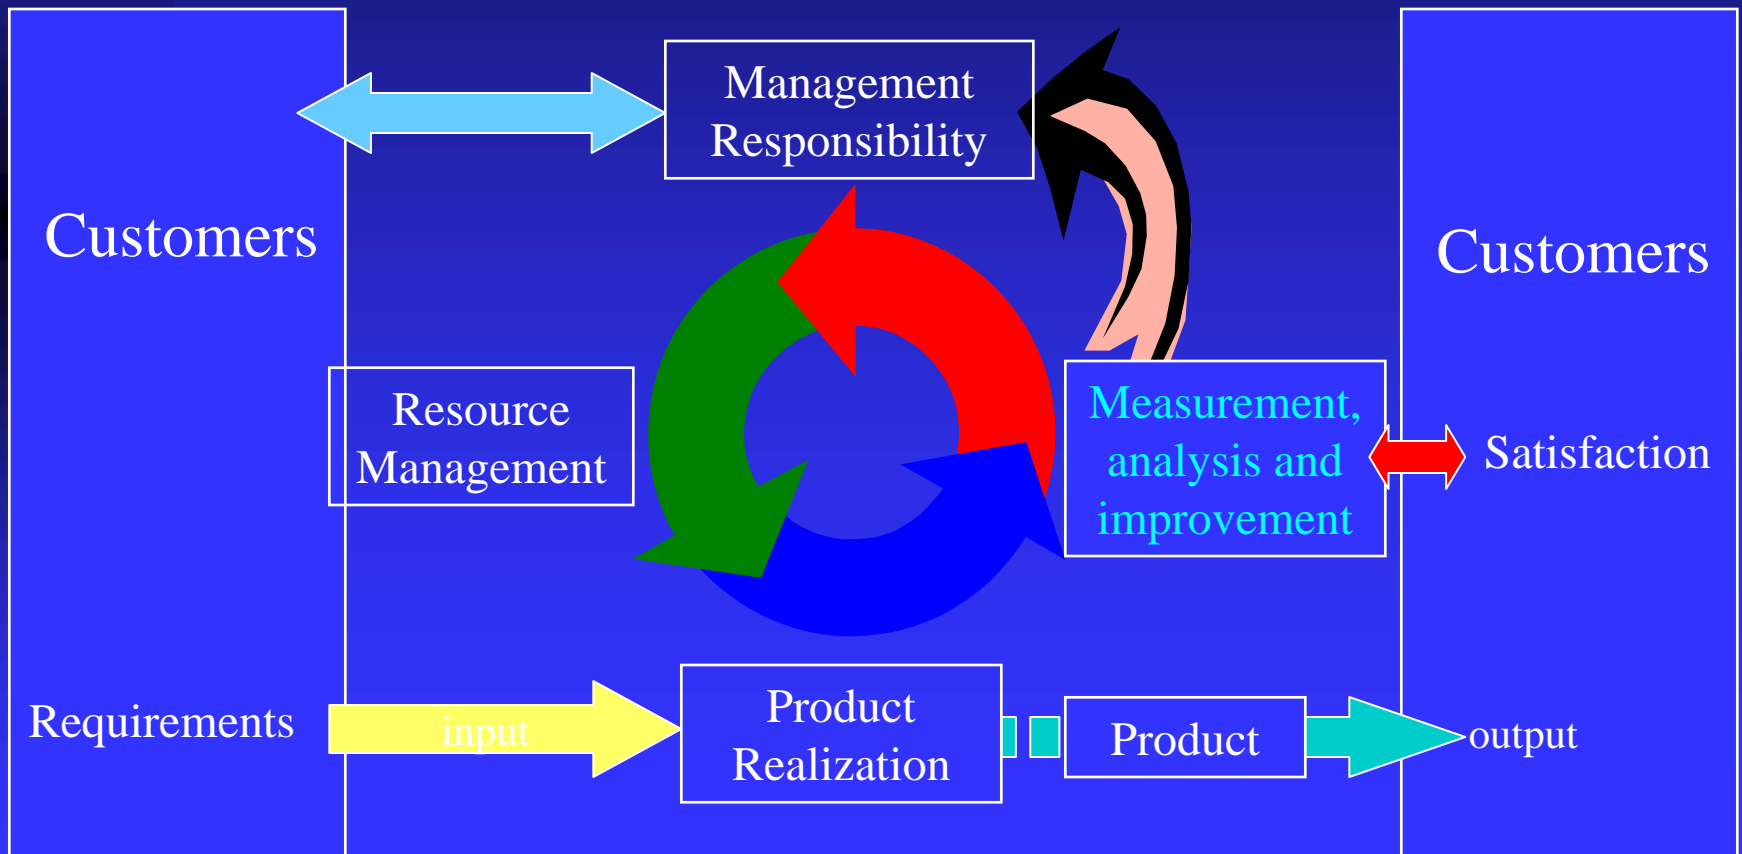 Management
Responsibility
Customers
Customers
Resource
Management
Measurement,
analysis and
improvement
Satisfaction
Requirements
input
Product
Realization
Product
output